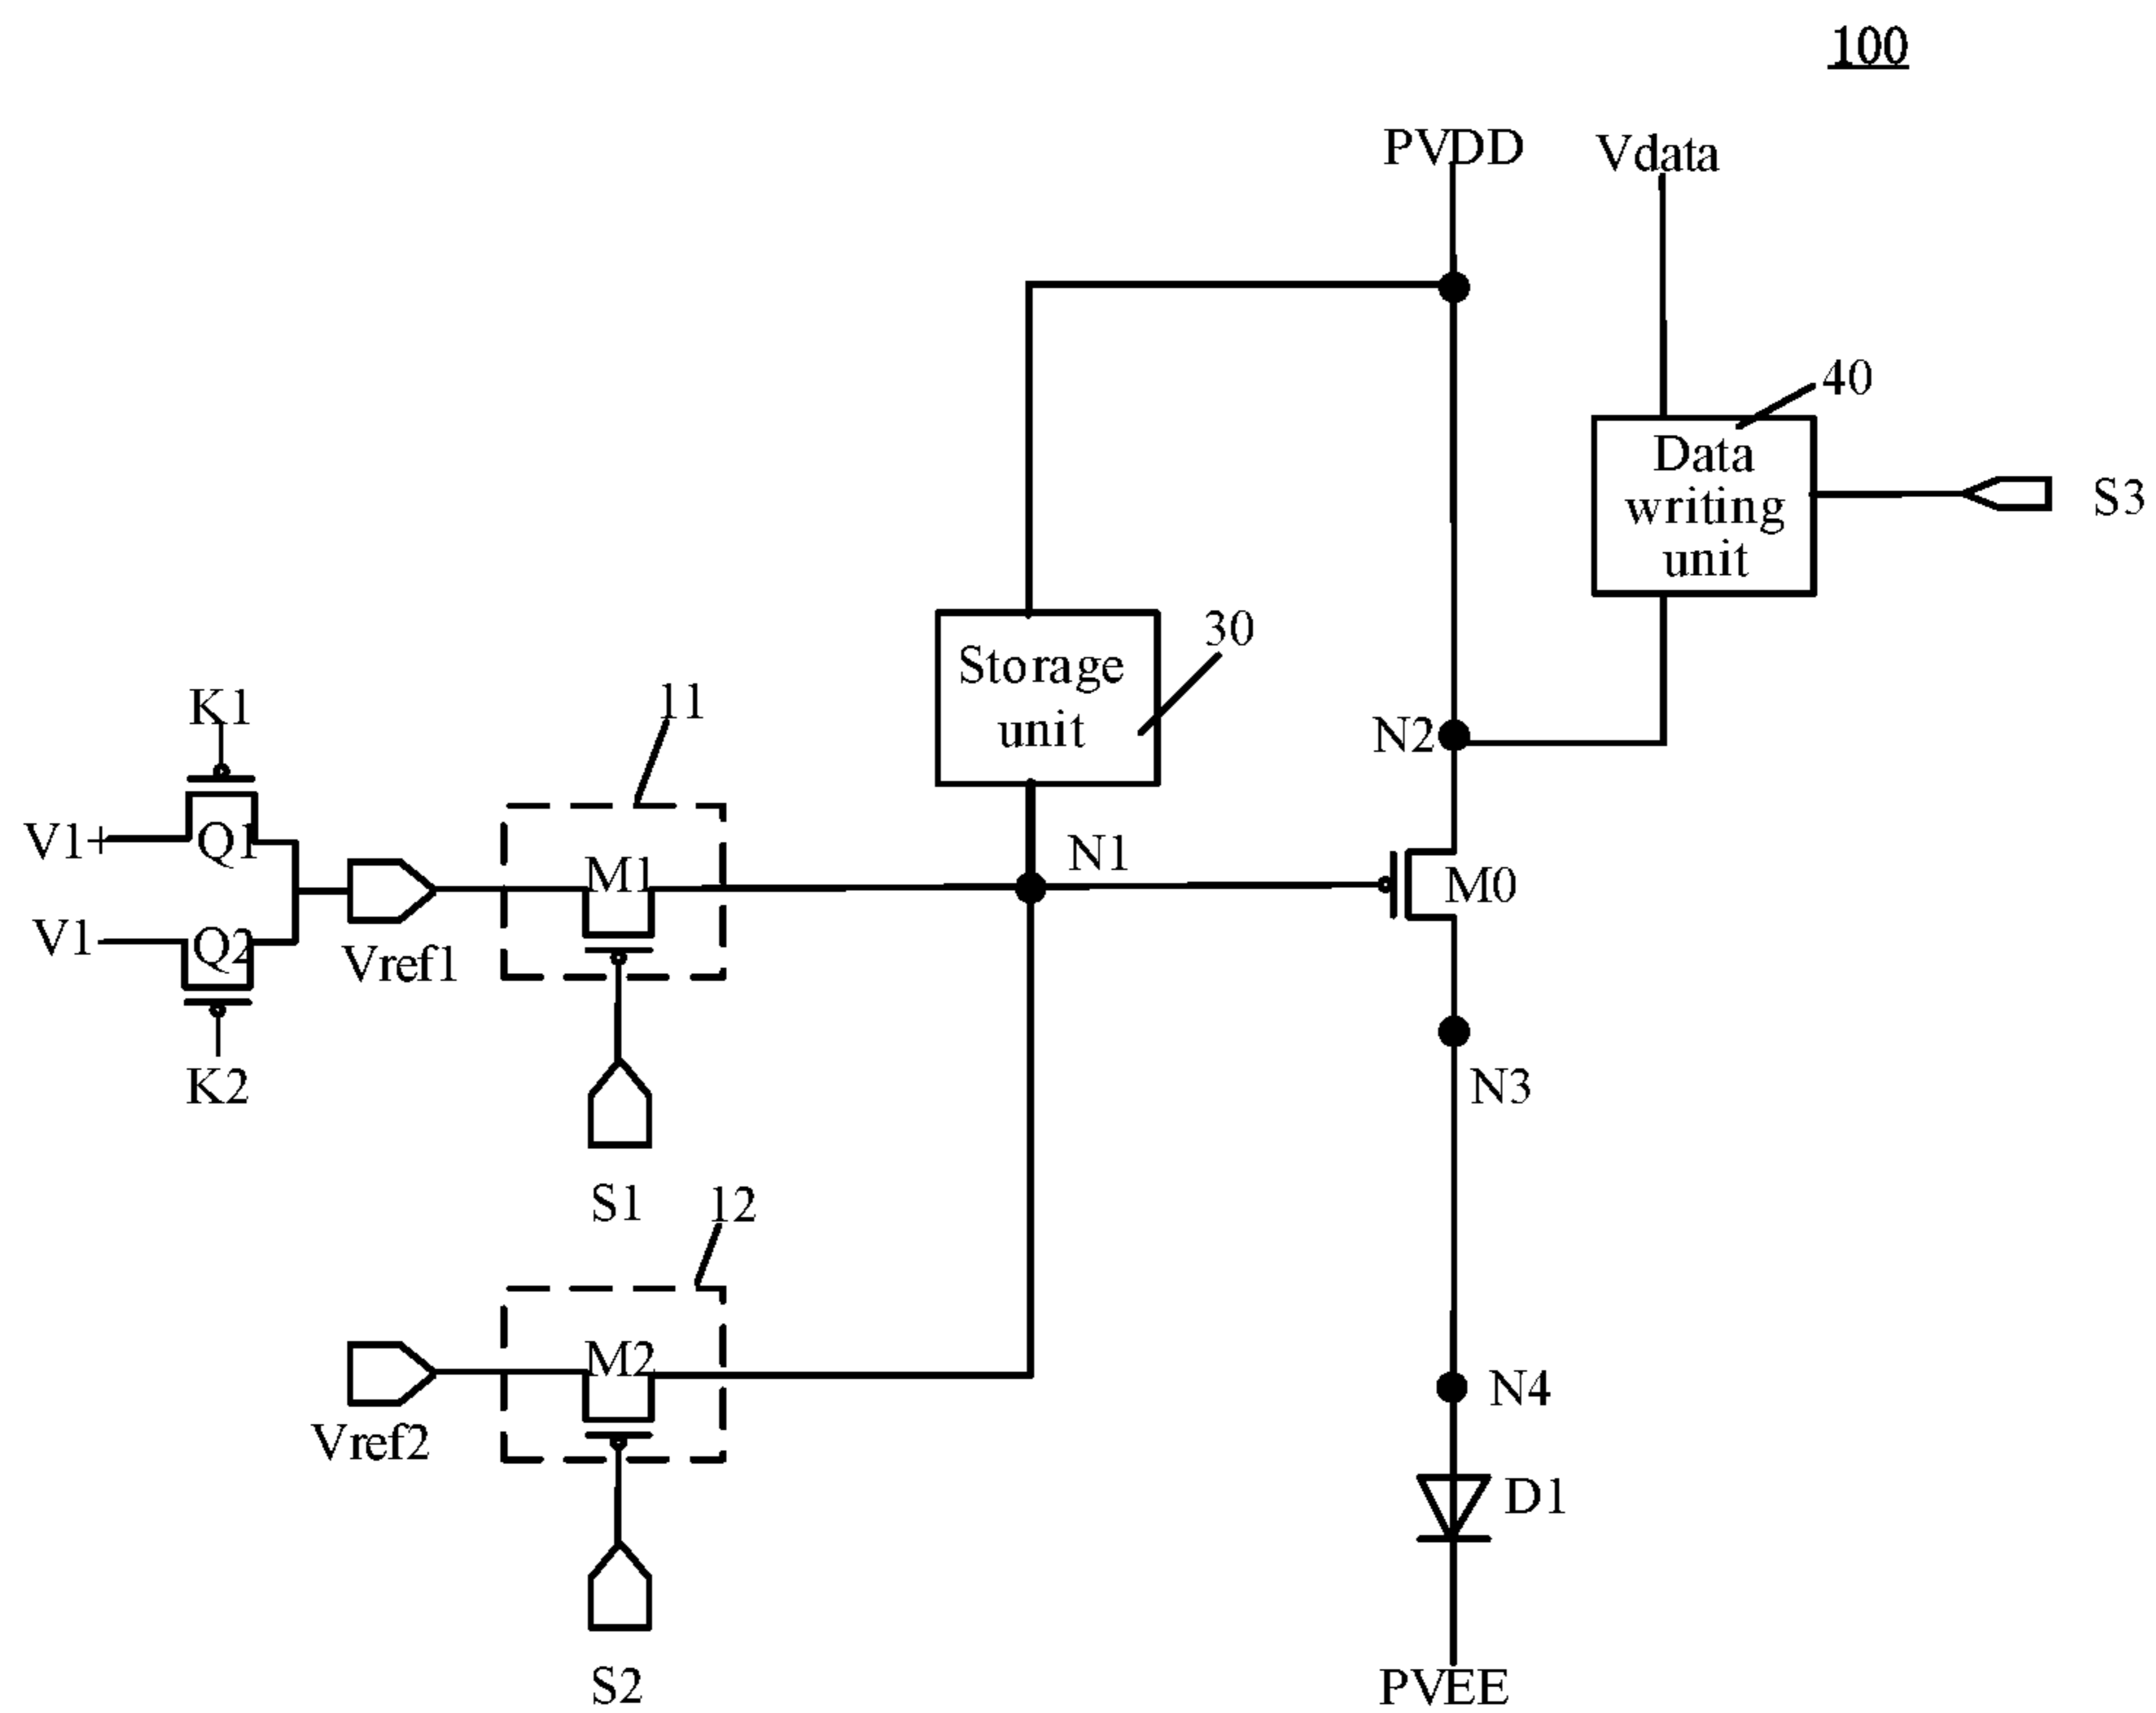 100
PVDD
Vdata
40
Data
writing
unit
S3
30
Storage
unit
N2
K1
11
V1+
Q1
M1
N1
M0
V1-
Q2
Vref1
N3
K2
S1
12
M2
N4
Vref2
D1
S2
PVEE